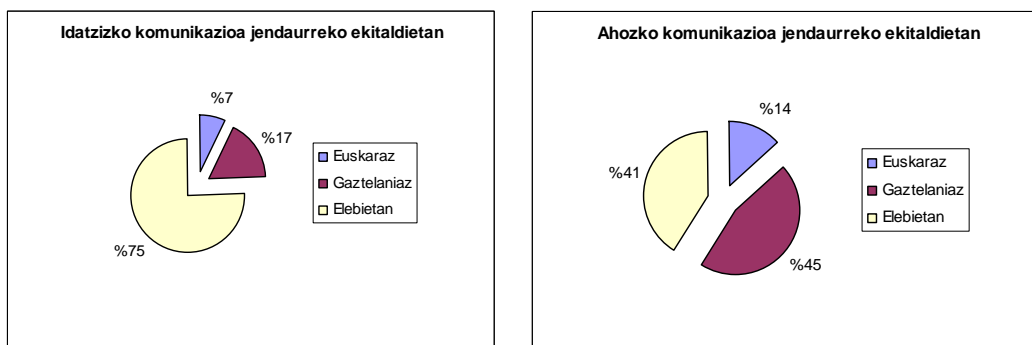 Idatzizko komunikazioa jendaurreko ekitaldietan
%7
%17
%75
Euskaraz
Gaztelaniaz
Elebietan
Ahozko komunikazioa jendaurreko ekitaldietan
%14
%41
%45
Euskaraz
Gaztelaniaz
Elebietan